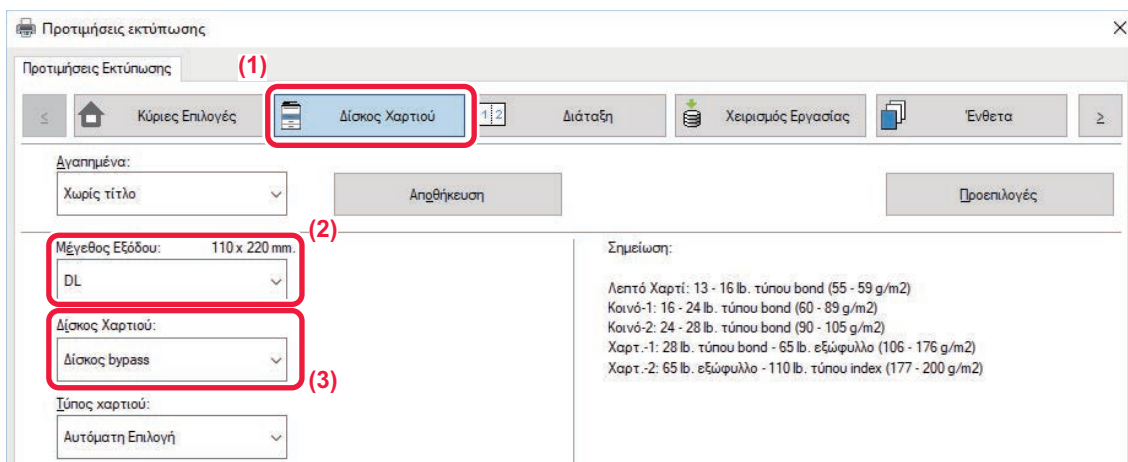 Προτιμήσεις εκτύπωσης
Προτιμήσεις Εκτύπωσης
(1)
< Κύριες Επιλογές Δίσκος Χαρτιού 1 2 Διάταξη Χειρισμός Εργασίας Ένθετα >
Αγαπημένα:
Χωρίς τίτλο Αποθήκευση Προεπιλογές
(2)
Μέγεθος Εξόδου: 110 x 220 mm.
DL
Δίσκος Χαρτιού:
Δίσκος bypass
(3)
Τύπος χαρτιού:
Αυτόματη Επιλογή
Σημείωση:
Λεπτό Χαρτί: 13 - 16 lb. τύπου bond (55 - 59 g/m2)
Κοινό-1: 16 - 24 lb. τύπου bond (60 - 89 g/m2)
Κοινό-2: 24 - 28 lb. τύπου bond (90 - 105 g/m2)
Χαρτ.-1: 28 lb. τύπου bond - 65 lb. εξώφυλλο (106 - 176 g/m2)
Χαρτ.-2: 65 lb. εξώφυλλο - 110 lb. τύπου index (177 - 200 g/m2)